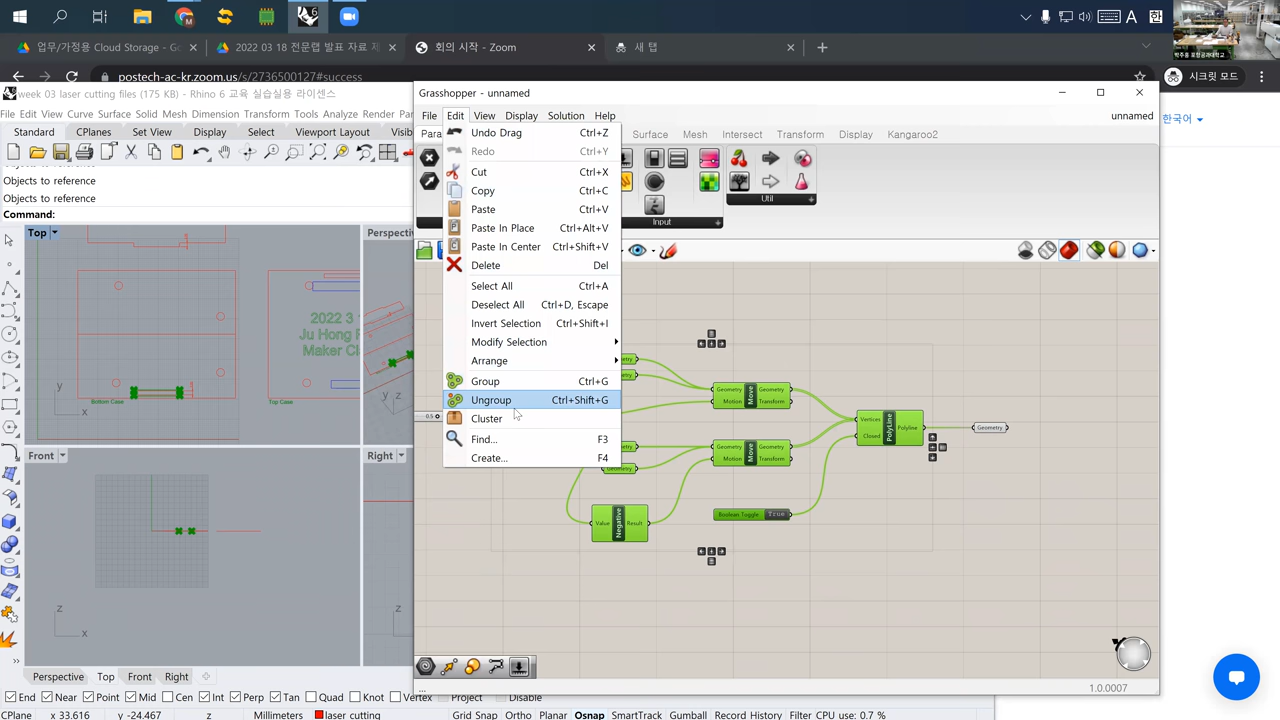 업무/가정용 Cloud Storage - Gc
2022 03 18 전문랩 발표 자료 제
회의 시작 - Zoom
새 탭
postech-ac-kr.zoom.us/s/2736500127#success
시크릿 모드
한국어
week 03 laser cutting files (175 KB) - Rhino 6 교육 실습실용 라이센스
File Edit View Curve Surface Solid Mesh Dimension Transform Tools Analyze Render Pa
Standard CPlanes Set View Display Select Viewport Layout Visib
Objects to reference
Objects to reference
Command:
Top
Perspectiv
2022 3 1
Ju Hong P
Maker Cl
Bottom Case
Top Case
y
x
Front
Right
z
x
Perspective Top Front Right
End Near Point Mid Cen Int Perp Tan Quad Knot Vertex Project Disable
CPlane x 33.616 y -24.467 z Millimeters laser cutting Grid Snap Ortho Planar Osnap SmartTrack Gumball Record History Filter CPU use: 0.7 %
Grasshopper - unnamed
File Edit View Display Solution Help
unnamed
Surface Mesh Intersect Transform Display Kangaroo2
Input
Util
Undo Drag Ctrl+Z
Redo Ctrl+Y
Cut Ctrl+X
Copy Ctrl+C
Paste Ctrl+V
Paste In Place Ctrl+Alt+V
Paste In Center Ctrl+Shift+V
Delete Del
Select All Ctrl+A
Deselect All Ctrl+D, Escape
Invert Selection Ctrl+Shift+I
Modify Selection
Arrange
Group Ctrl+G
Ungroup Ctrl+Shift+G
Cluster
Find... F3
Create... F4
Geometry Move Geometry
Motion Transform
Geometry Move Geometry
Motion Transform
Vertices PolyLine Polyline
Closed
Geometry
Boolean Toggle True
Value Negative Result
1.0.0007